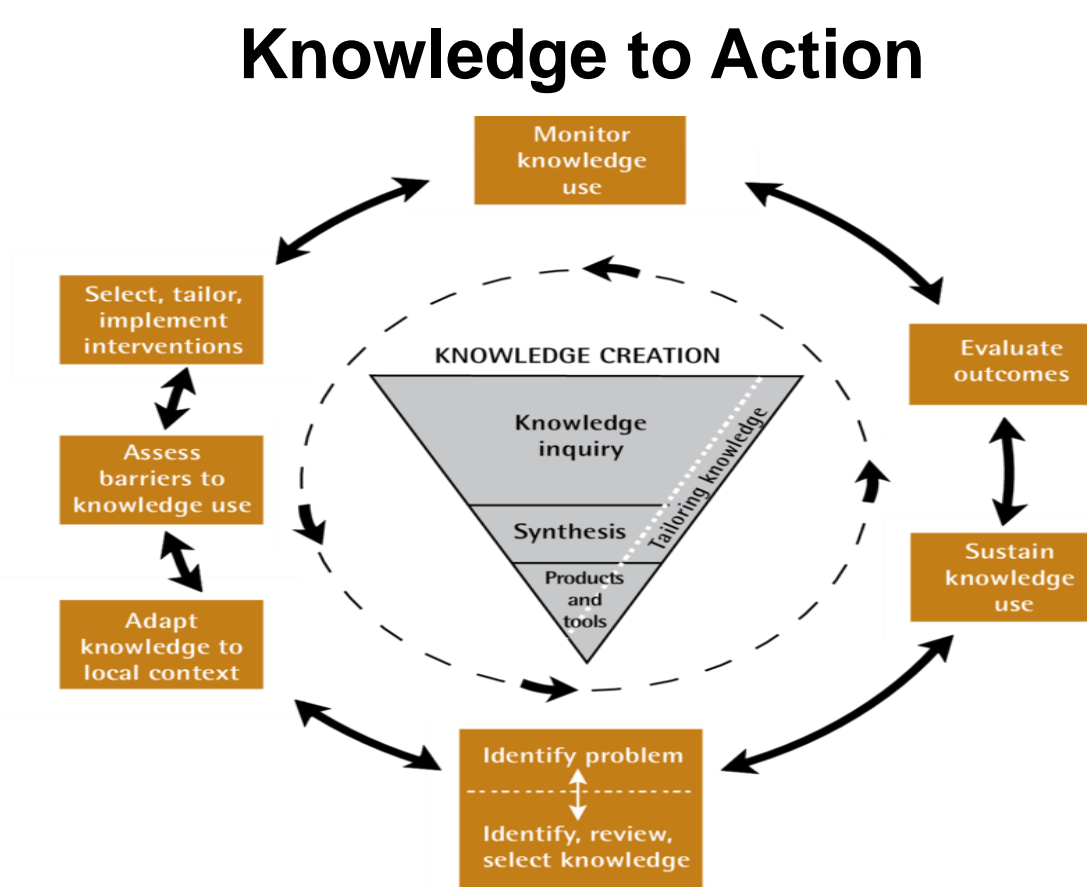 Knowledge to Action
Monitor
knowledge
use
Select, tailor,
implement
interventions
Evaluate
outcomes
KNOWLEDGE CREATION
Knowledge
inquiry
Tailoring knowledge
Synthesis
Products
and
tools
Assess
barriers to
knowledge use
Sustain
knowledge
use
Adapt
knowledge to
local context
Identify problem
Identify, review,
select knowledge